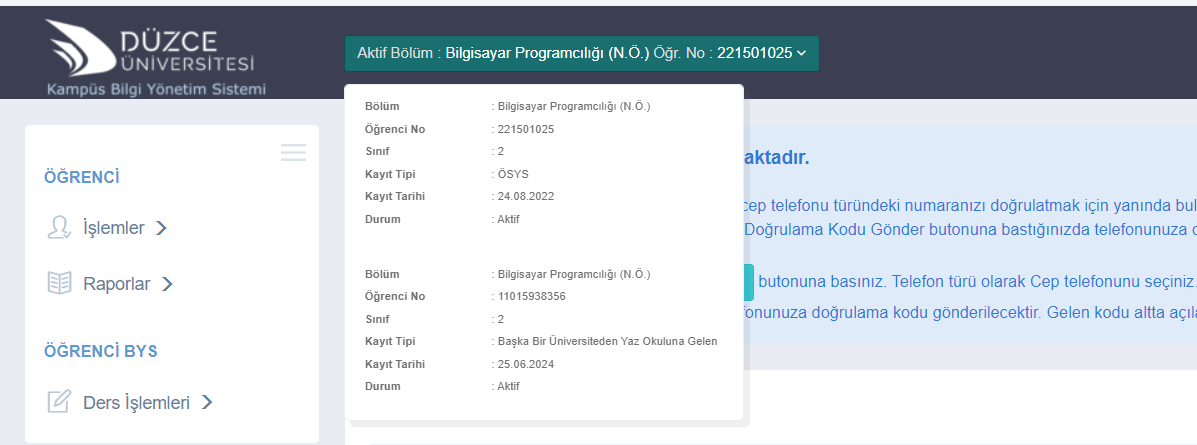 DÜZCE
ÜNİVERSİTESİ
Kampüs Bilgi Yönetim Sistemi
Aktif Bölüm : Bilgisayar Programcılığı (N.Ö.) Öğr. No : 221501025
ÖĞRENCİ
İşlemler
Raporlar
ÖĞRENCİ BYS
Ders İşlemleri
Bölüm : Bilgisayar Programcılığı (N.Ö.)
Öğrenci No : 221501025
Sınıf : 2
Kayıt Tipi : ÖSYS
Kayıt Tarihi : 24.08.2022
Durum : Aktif
Bölüm : Bilgisayar Programcılığı (N.Ö.)
Öğrenci No : 11015938356
Sınıf : 2
Kayıt Tipi : Başka Bir Üniversiteden Yaz Okuluna Gelen
Kayıt Tarihi : 25.06.2024
Durum : Aktif
aktadır.
cep telefonu türündeki numaranızı doğrulatmak için yanında bul
Doğrulama Kodu Gönder butonuna bastığınızda telefonunuza
butonuna basınız. Telefon türü olarak Cep telefonunu seçiniz.
fonunuza doğrulama kodu gönderilecektir. Gelen kodu altta açıla